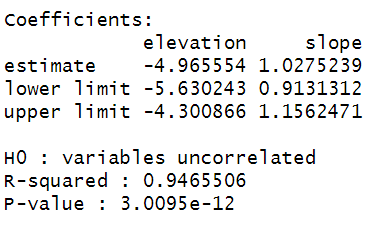 Coefficients:
elevation slope
estimate -4.965554 1.0275239
lower limit -5.630243 0.9131312
upper limit -4.300866 1.1562471
H0 : variables uncorrelated
R-squared : 0.9465506
P-value : 3.0095e-12